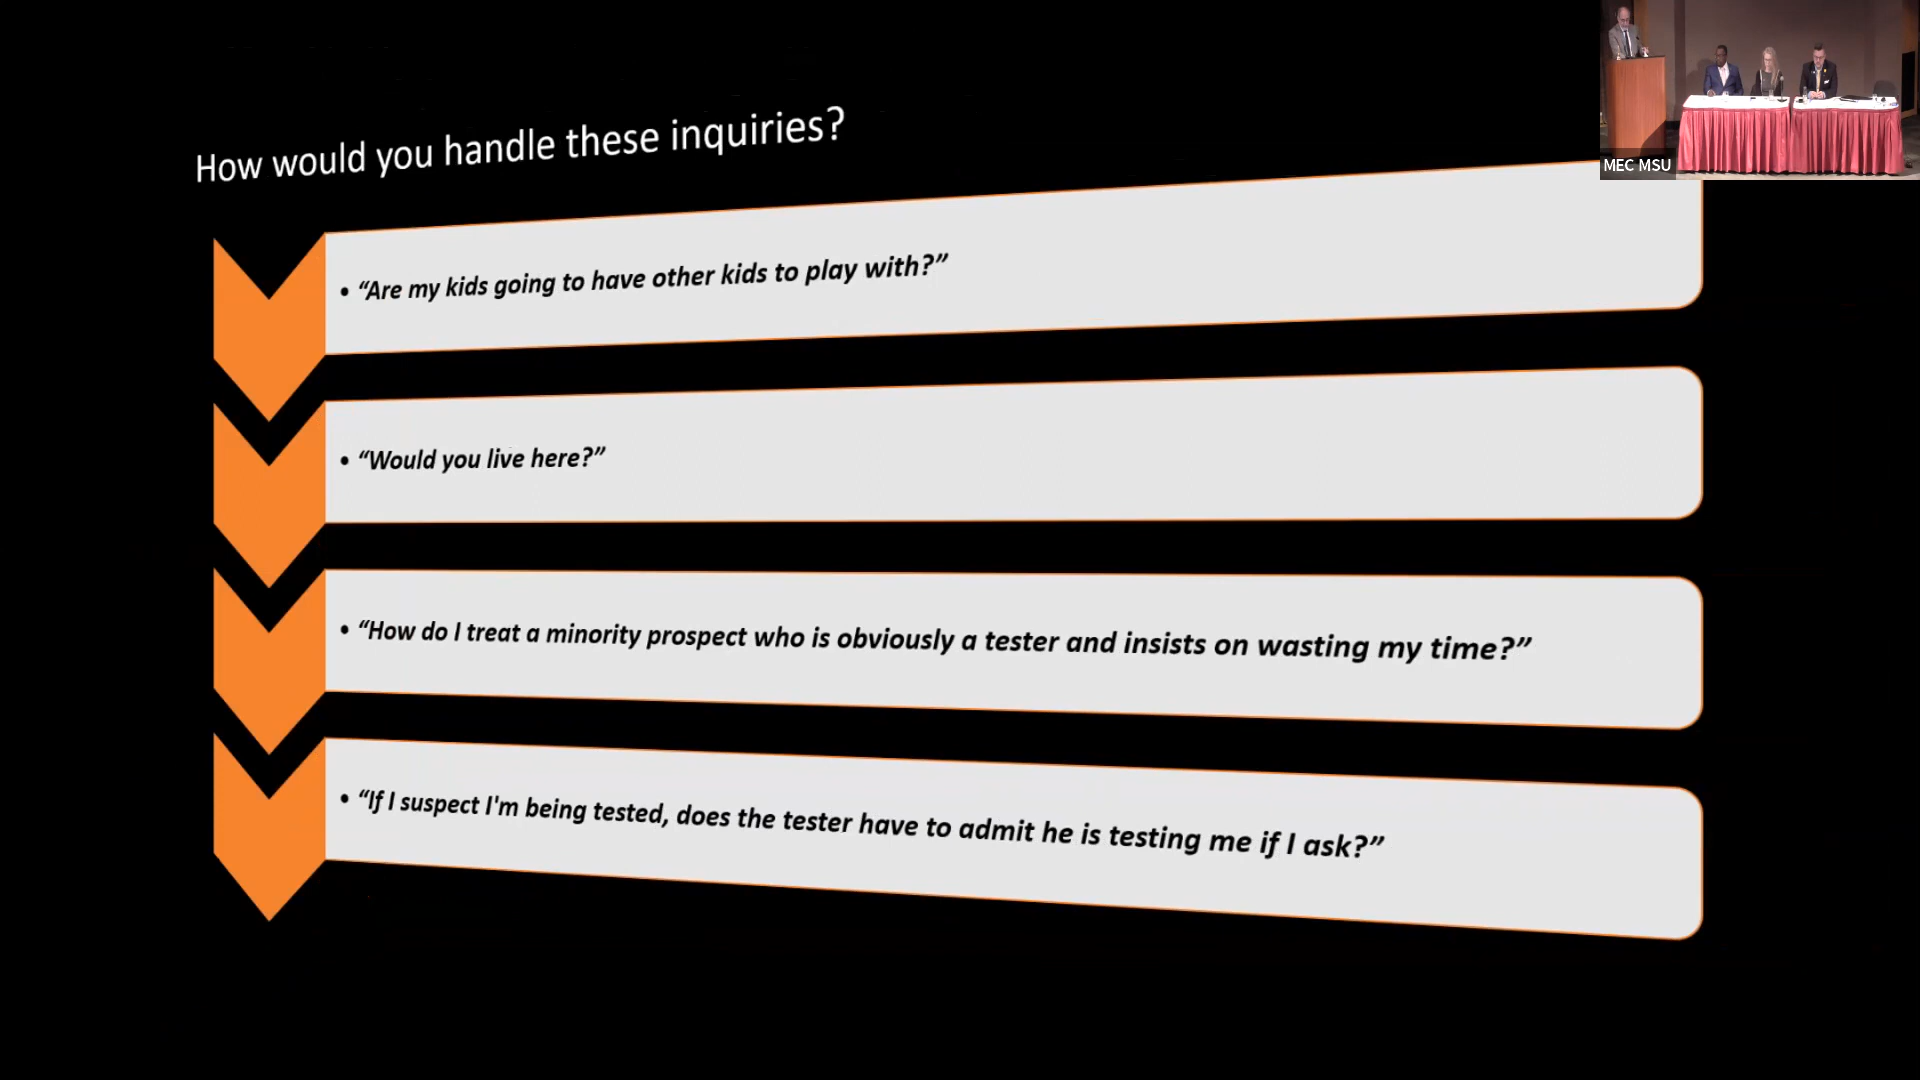 MEC MSU
How would you handle these inquiries?
• “Are my kids going to have other kids to play with?”
• “Would you live here?”
• “How do I treat a minority prospect who is obviously a tester and insists on wasting my time?”
• “If I suspect I'm being tested, does the tester have to admit he is testing me if I ask?”